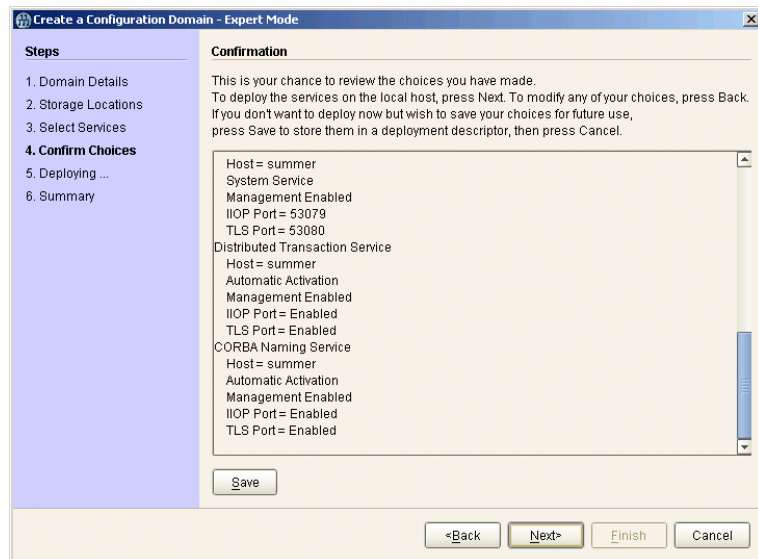 Create a Configuration Domain - Expert Mode
Steps
1. Domain Details
2. Storage Locations
3. Select Services
4. Confirm Choices
5. Deploying ...
6. Summary
Confirmation
This is your chance to review the choices you have made.
To deploy the services on the local host, press Next. To modify any of your choices, press Back.
If you don't want to deploy now but wish to save your choices for future use,
press Save to store them in a deployment descriptor, then press Cancel.
Host = summer
System Service
Management Enabled
IIOP Port = 53079
TLS Port = 53080
Distributed Transaction Service
Host = summer
Automatic Activation
Management Enabled
IIOP Port = Enabled
TLS Port = Enabled
CORBA Naming Service
Host = summer
Automatic Activation
Management Enabled
IIOP Port = Enabled
TLS Port = Enabled
Save
<Back Next> Finish Cancel